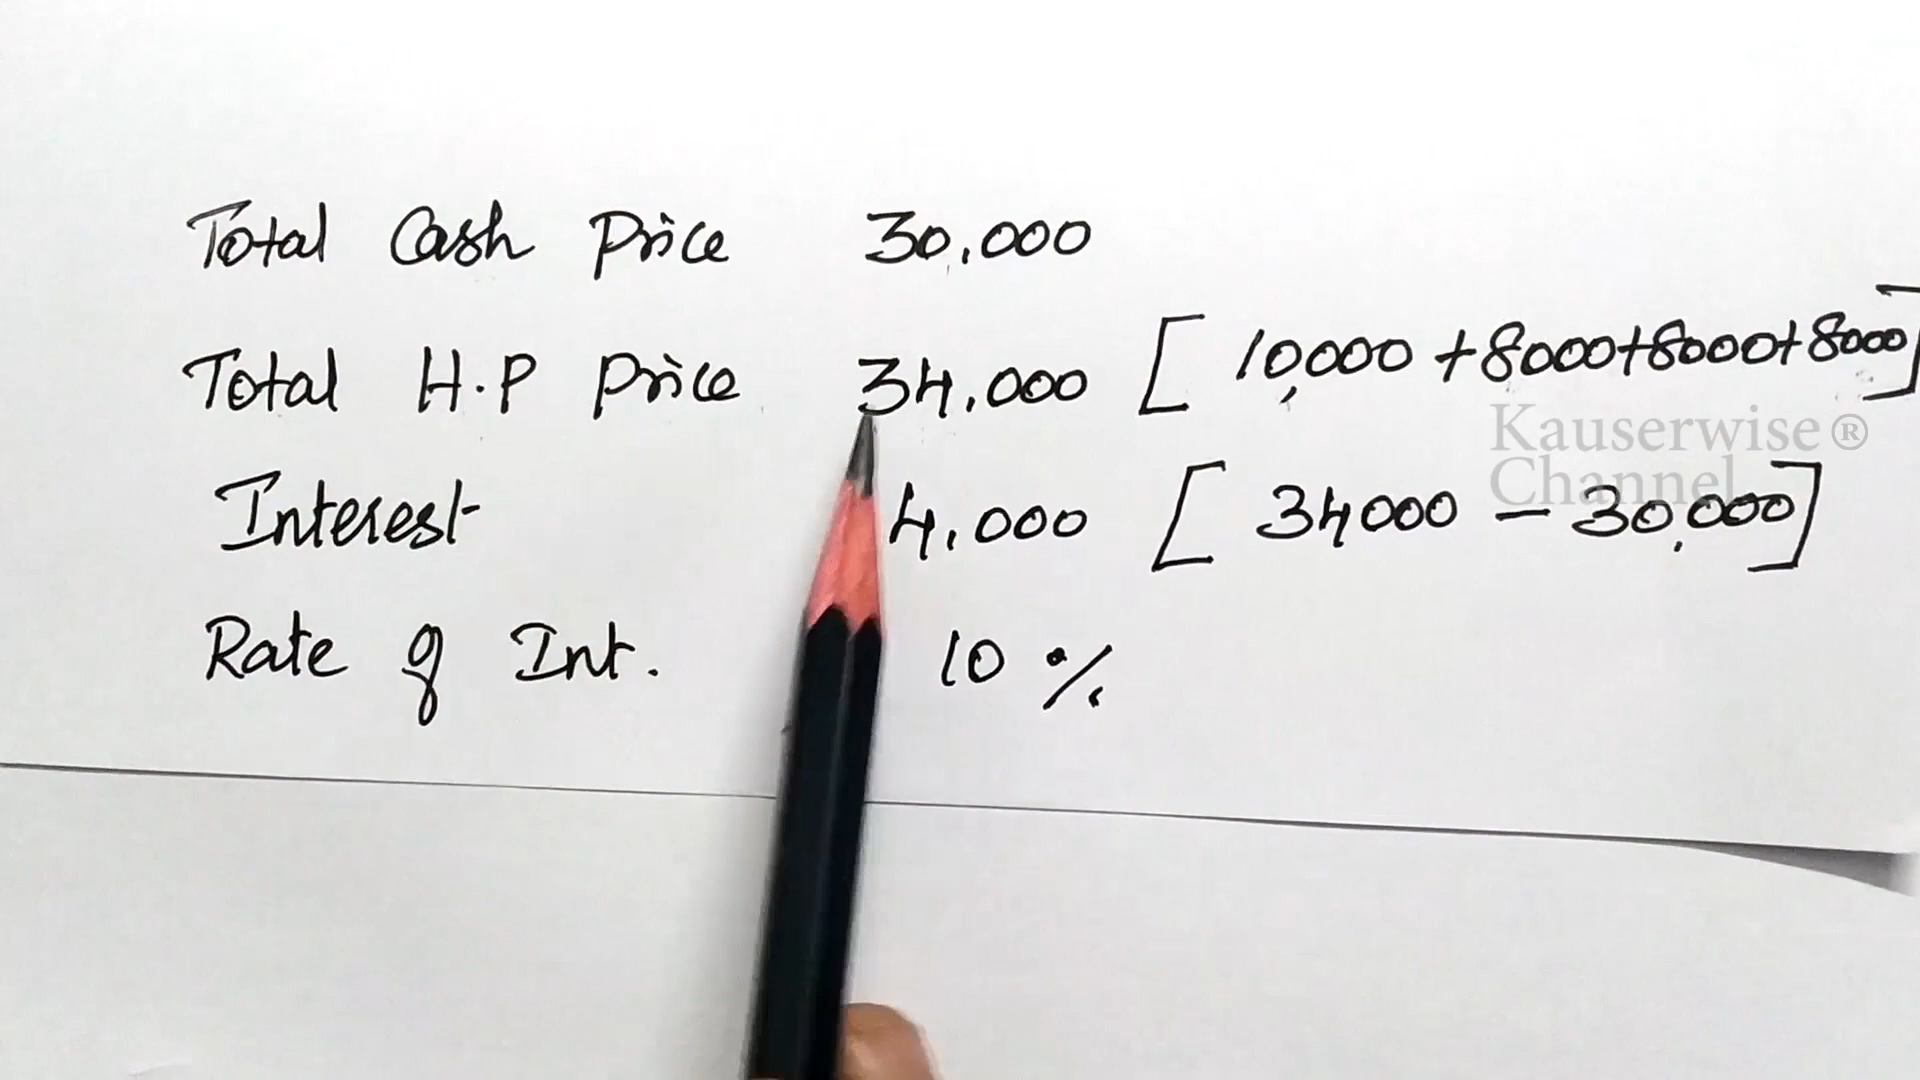 Total Cash Price 30,000
Total H.P Price 34,000 [ 10,000 + 8000+8000+8000]
Kauserwise®
Channel
Interest 4,000 [ 34000 - 30,000]
Rate of Int. 10 %